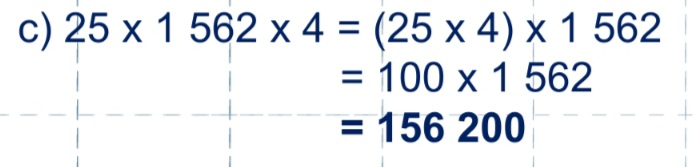 c) 25 x 1 562 x 4 = (25 x 4) x 1 562
= 100 x 1 562
= 156 200